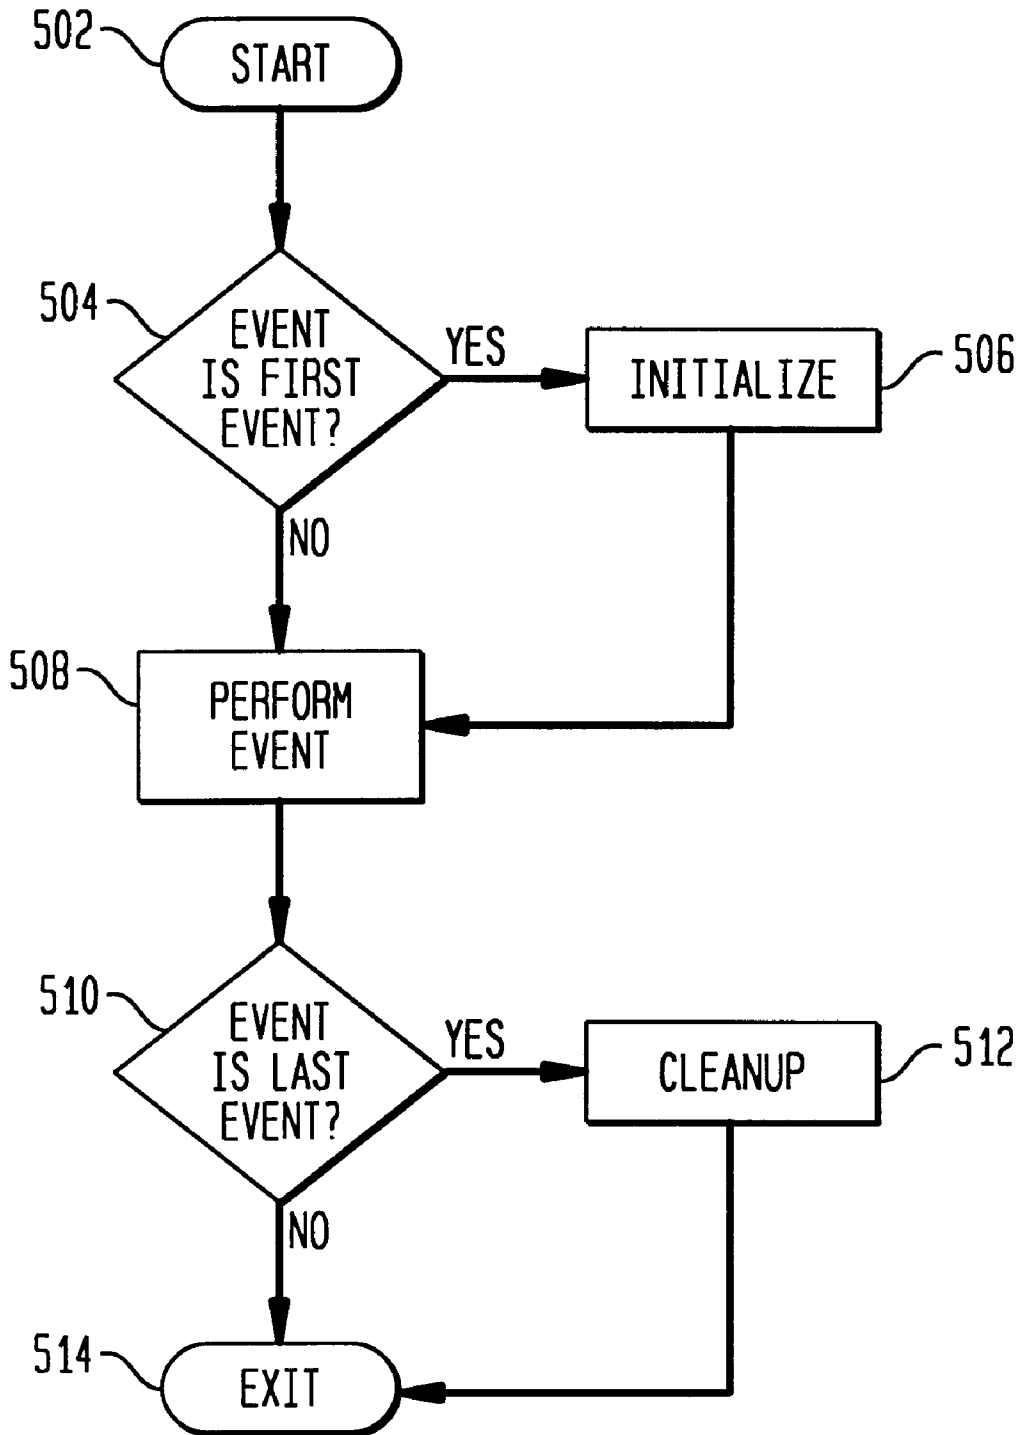 502
START
504
EVENT
IS FIRST
EVENT?
YES
INITIALIZE
506
NO
508
PERFORM
EVENT
510
EVENT
IS LAST
EVENT?
YES
CLEANUP
512
NO
514
EXIT